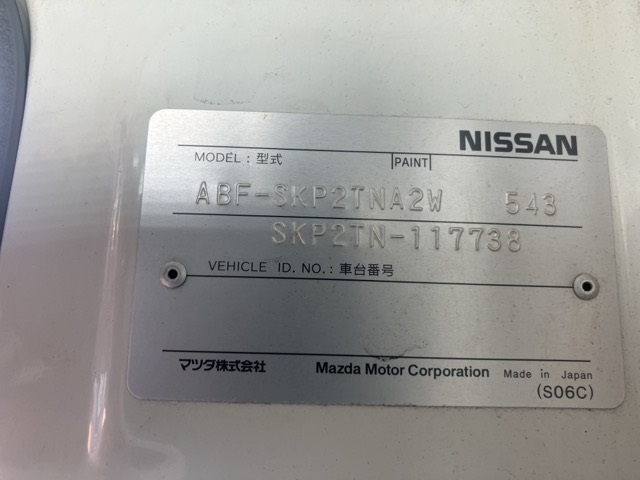 NISSAN
MODEL : 型式 PAINT
ABF-SKP2TNA2W 543
SKP2TN-117738
VEHICLE ID. NO. : 車台番号
マツダ株式会社 Mazda Motor Corporation Made in Japan
(S06C)